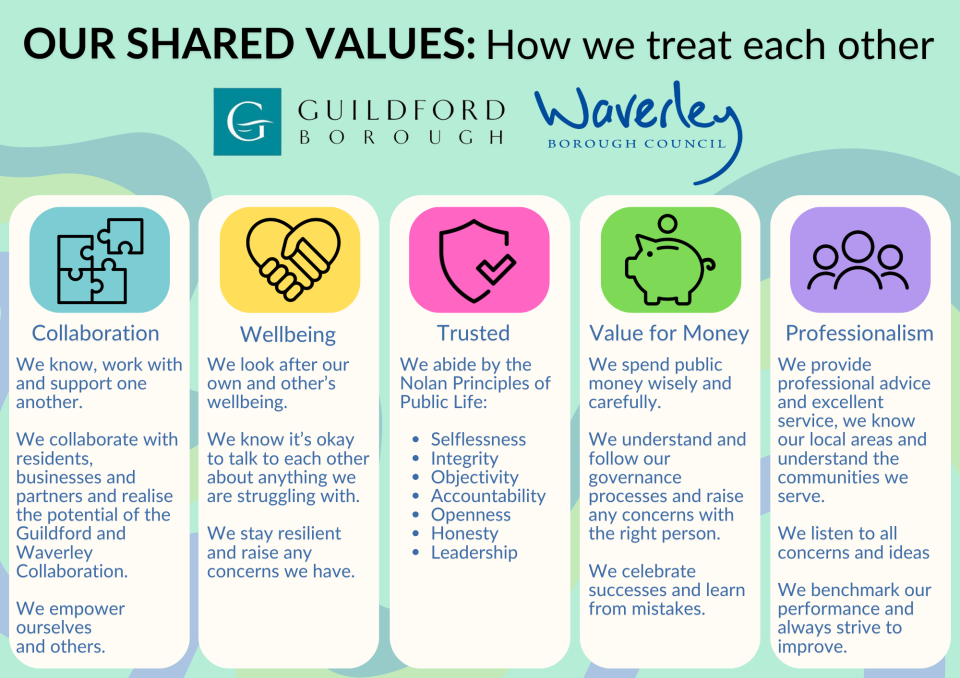 OUR SHARED VALUES: How we treat each other
G GUILDFORD
BOROUGH
Waverley
BOROUGH COUNCIL
Collaboration
We know, work with
and support one
another.
We collaborate with
residents,
businesses and
partners and realise
the potential of the
Guildford and
Waverley
Collaboration.
We empower
ourselves
and others.
Wellbeing
We look after our
own and other’s
wellbeing.
We know it’s okay
to talk to each other
about anything we
are struggling with.
We stay resilient
and raise any
concerns we have.
Trusted
We abide by the
Nolan Principles of
Public Life:
• Selflessness
• Integrity
• Objectivity
• Accountability
• Openness
• Honesty
• Leadership
Value for Money
We spend public
money wisely and
carefully.
We understand and
follow our
governance
processes and raise
any concerns with
the right person.
We celebrate
successes and learn
from mistakes.
Professionalism
We provide
professional advice
and excellent
service, we know
our local areas and
understand the
communities we
serve.
We listen to all
concerns and ideas
We benchmark our
performance and
always strive to
improve.